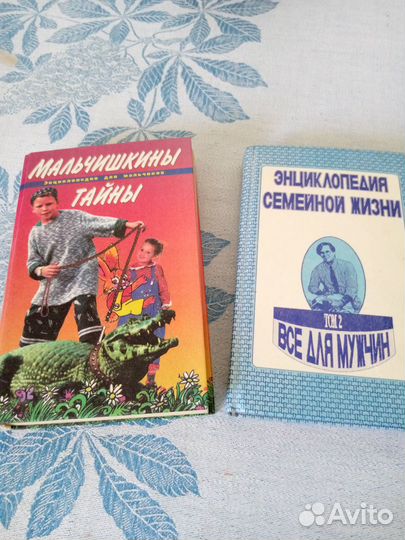 МАЛЬЧИШКИНЫ
Энциклопедия для мальчиков
ТАЙНЫ
ЭНЦИКЛОПЕДИЯ
СЕМЕЙНОЙ ЖИЗНИ
ТОМ 2
ВСЕ ДЛЯ МУЖЧИН
Avito